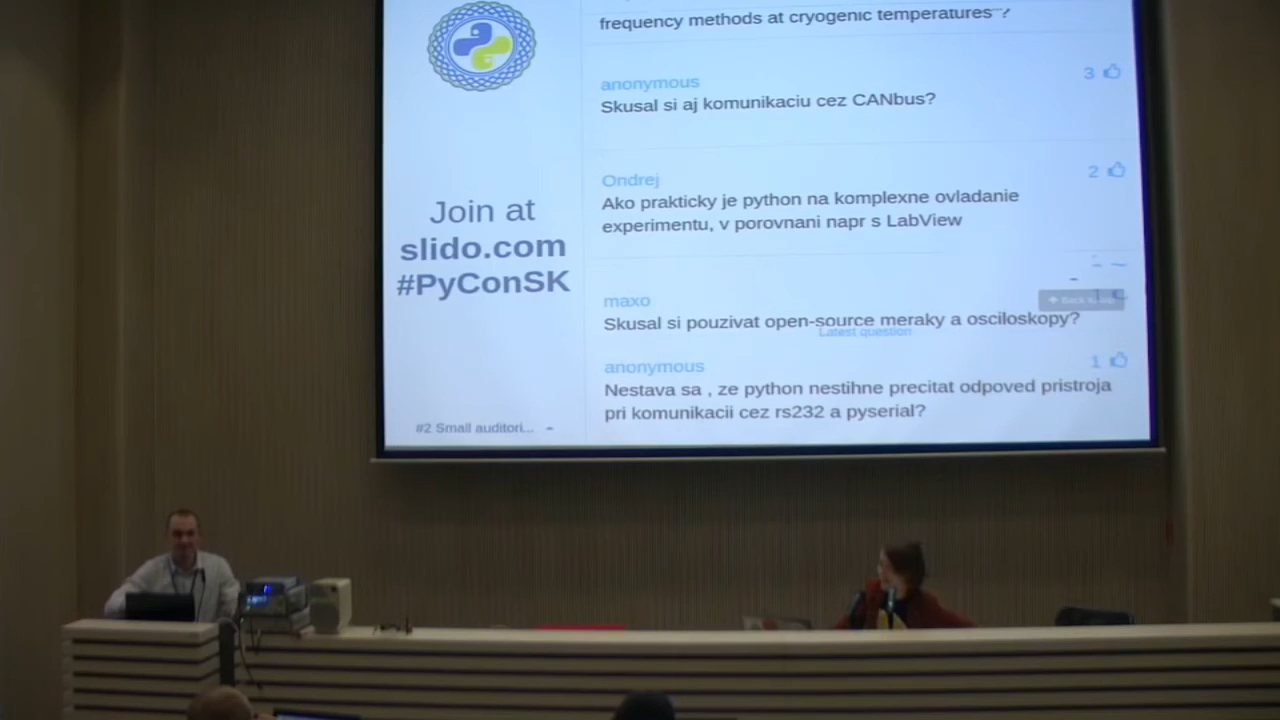 frequency methods at cryogenic temperatures"?
anonymous
3
Skusal si aj komunikaciu cez CANbus?
Ondrej
2
Ako prakticky je python na komplexne ovladanie
experimentu, v porovnani napr s LabView
Join at
slido.com
#PyConSK
maxo
Skusal si pouzivat open-source meraky a osciloskopy?
Latest question
anonymous
1
Nestava sa , ze python nestihne precitat odpoved pristroja
pri komunikacii cez rs232 a pyserial?
#2 Small auditori...